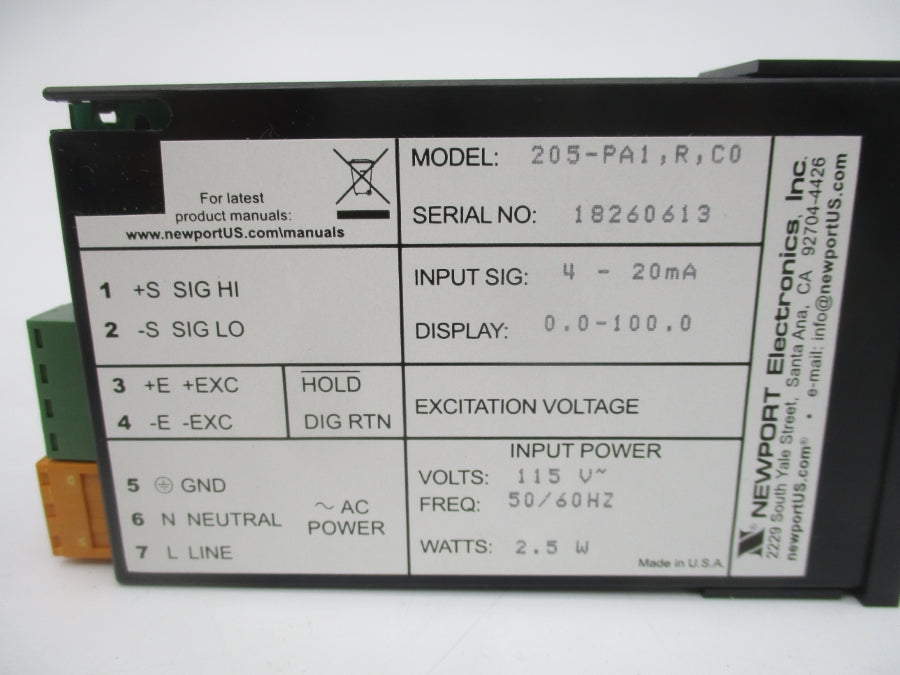 For latest
product manuals:
www.newportUS.com\manuals
MODEL: 205-PA1,R,C0
SERIAL NO: 18260613
1 +S SIG HI
2 -S SIG LO
INPUT SIG: 4 - 20mA
DISPLAY: 0.0-100.0
3 +E +EXC HOLD
4 -E -EXC DIG RTN
EXCITATION VOLTAGE
5 GND
6 N NEUTRAL
7 L LINE
~ AC
POWER
INPUT POWER
VOLTS: 115 V~
FREQ: 50/60HZ
WATTS: 2.5 W
Made in U.S.A.
N® NEWPORT Electronics, Inc.
2229 South Yale Street, Santa Ana, CA 92704-4426
newportUS.com® • e-mail: info@newportUS.com